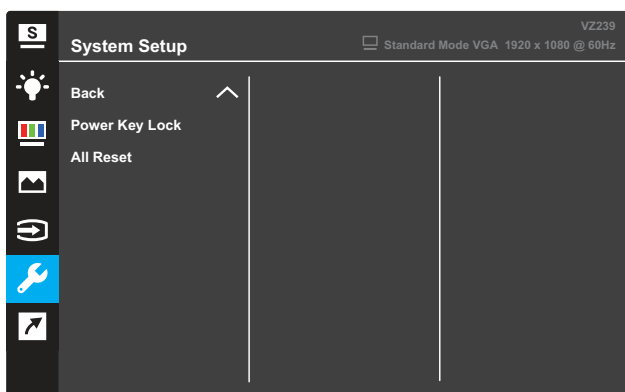 S
VZ239
System Setup
Standard Mode VGA 1920 x 1080 @ 60Hz
Back
Power Key Lock
All Reset